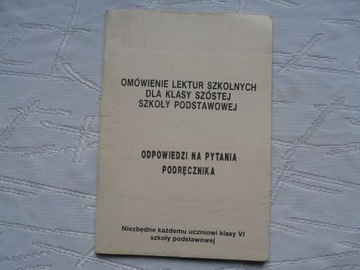 OMÓWIENIE LEKTUR SZKOLNYCH
DLA KLASY SZÓSTEJ
SZKOŁY PODSTAWOWEJ
ODPOWIEDZI NA PYTANIA
PODRĘCZNIKA
Niezbędne każdemu uczniowi klasy VI
szkoły podstawowej